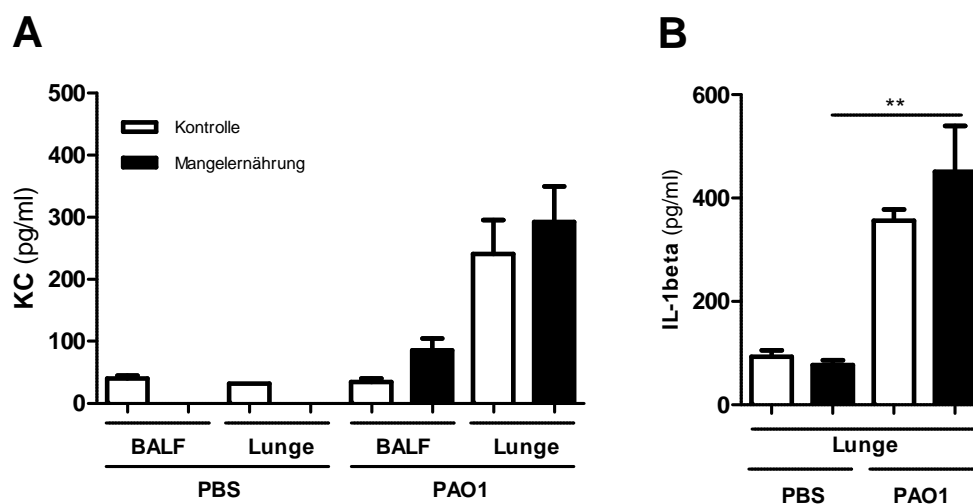 A
KC (pg/ml)
500
400
300
200
100
0
Kontrolle
Mangelernährung
BALF Lunge BALF Lunge
PBS PAO1
B
IL-1beta (pg/ml)
600
400
200
0
**
Lunge
PBS PAO1